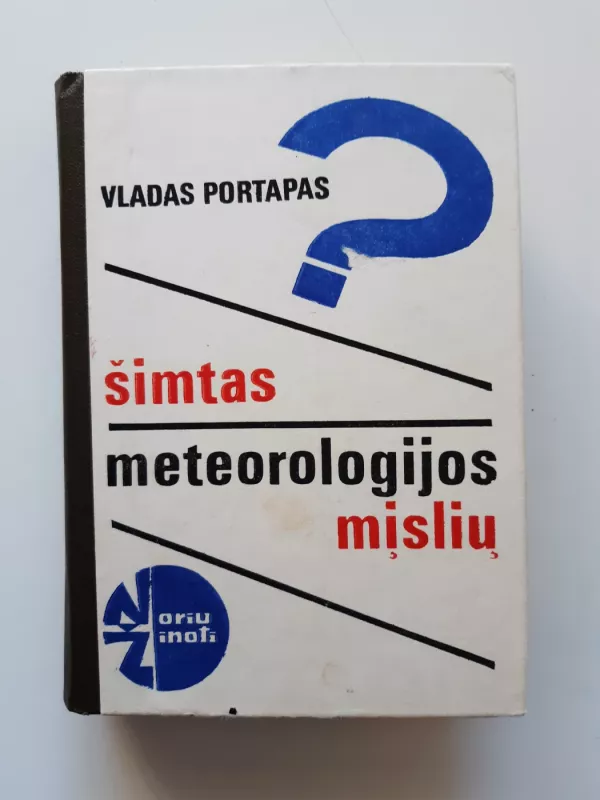 VLADAS PORTAPAS
šimtas
meteorologijos
mįslių
Noriu
Žinoti